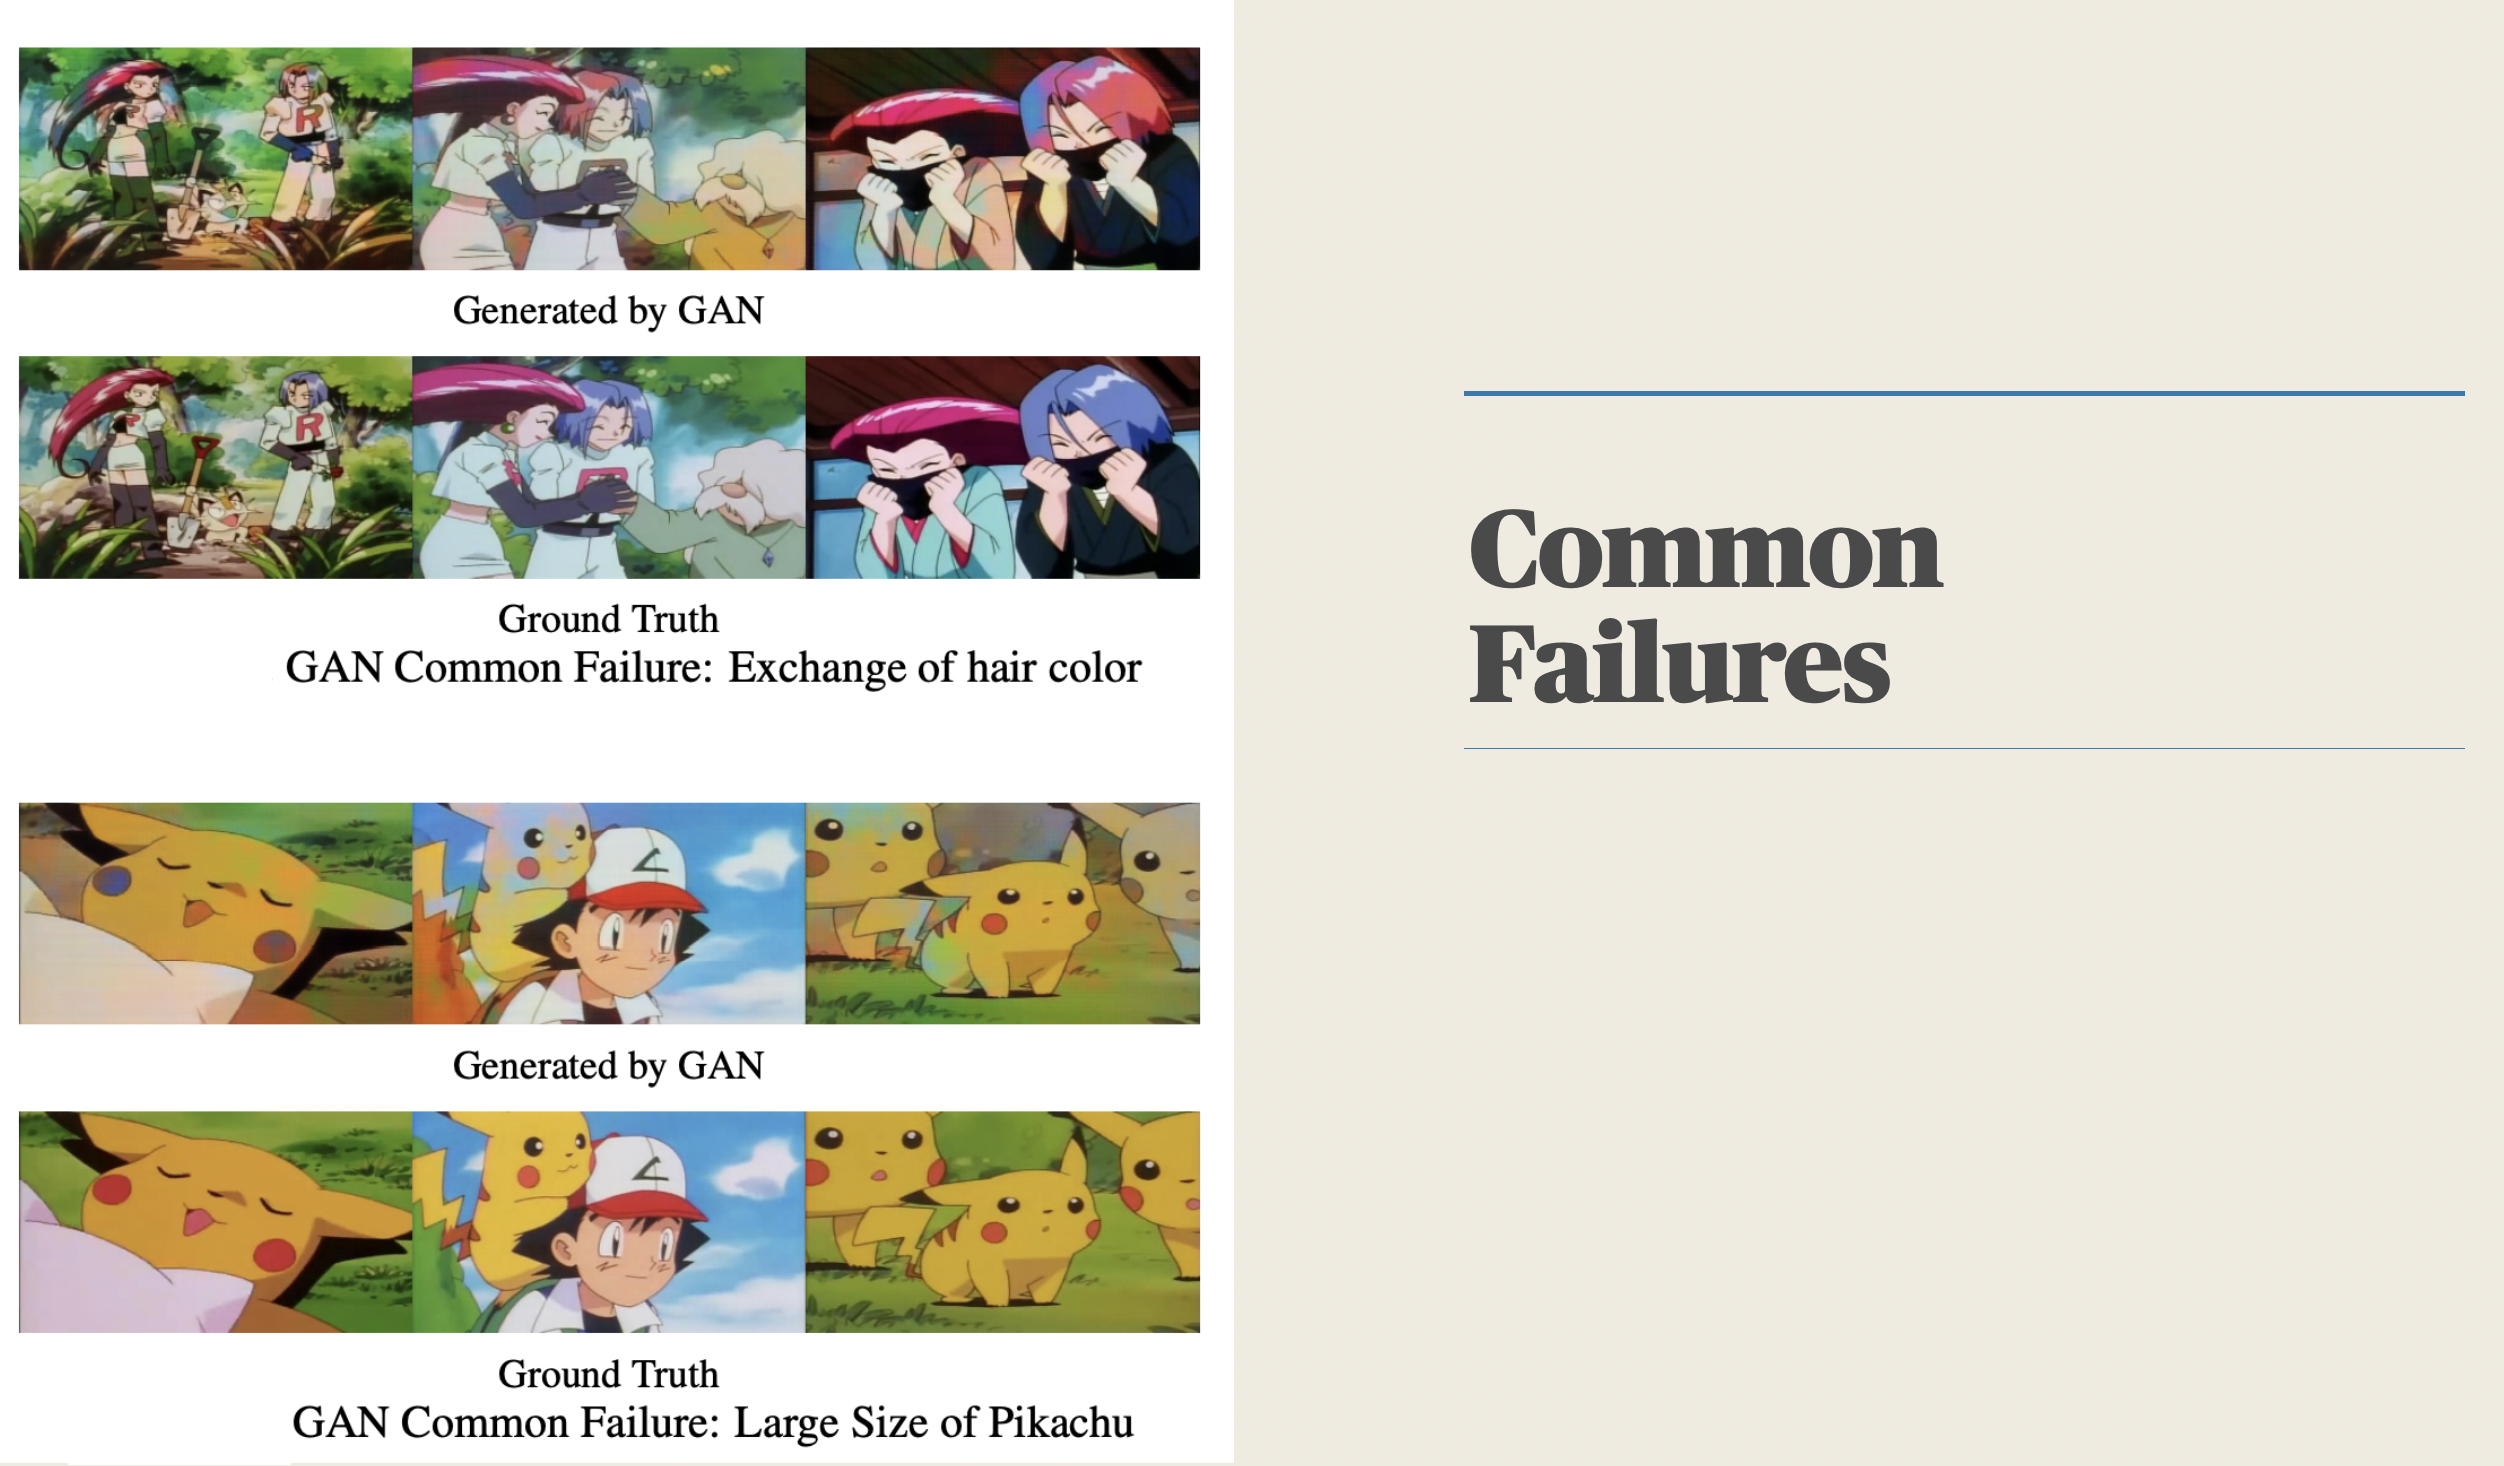 Generated by GAN
Ground Truth
GAN Common Failure: Exchange of hair color
Generated by GAN
Ground Truth
GAN Common Failure: Large Size of Pikachu
Common
Failures
R
R